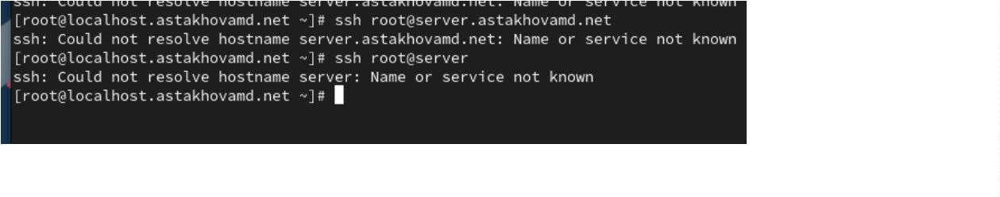 ssh: Could not resolve hostname server.astakhovamd.net: Name or service not known
[root@localhost.astakhovamd.net ~]# ssh root@server.astakhovamd.net
ssh: Could not resolve hostname server.astakhovamd.net: Name or service not known
[root@localhost.astakhovamd.net ~]# ssh root@server
ssh: Could not resolve hostname server: Name or service not known
[root@localhost.astakhovamd.net ~]#